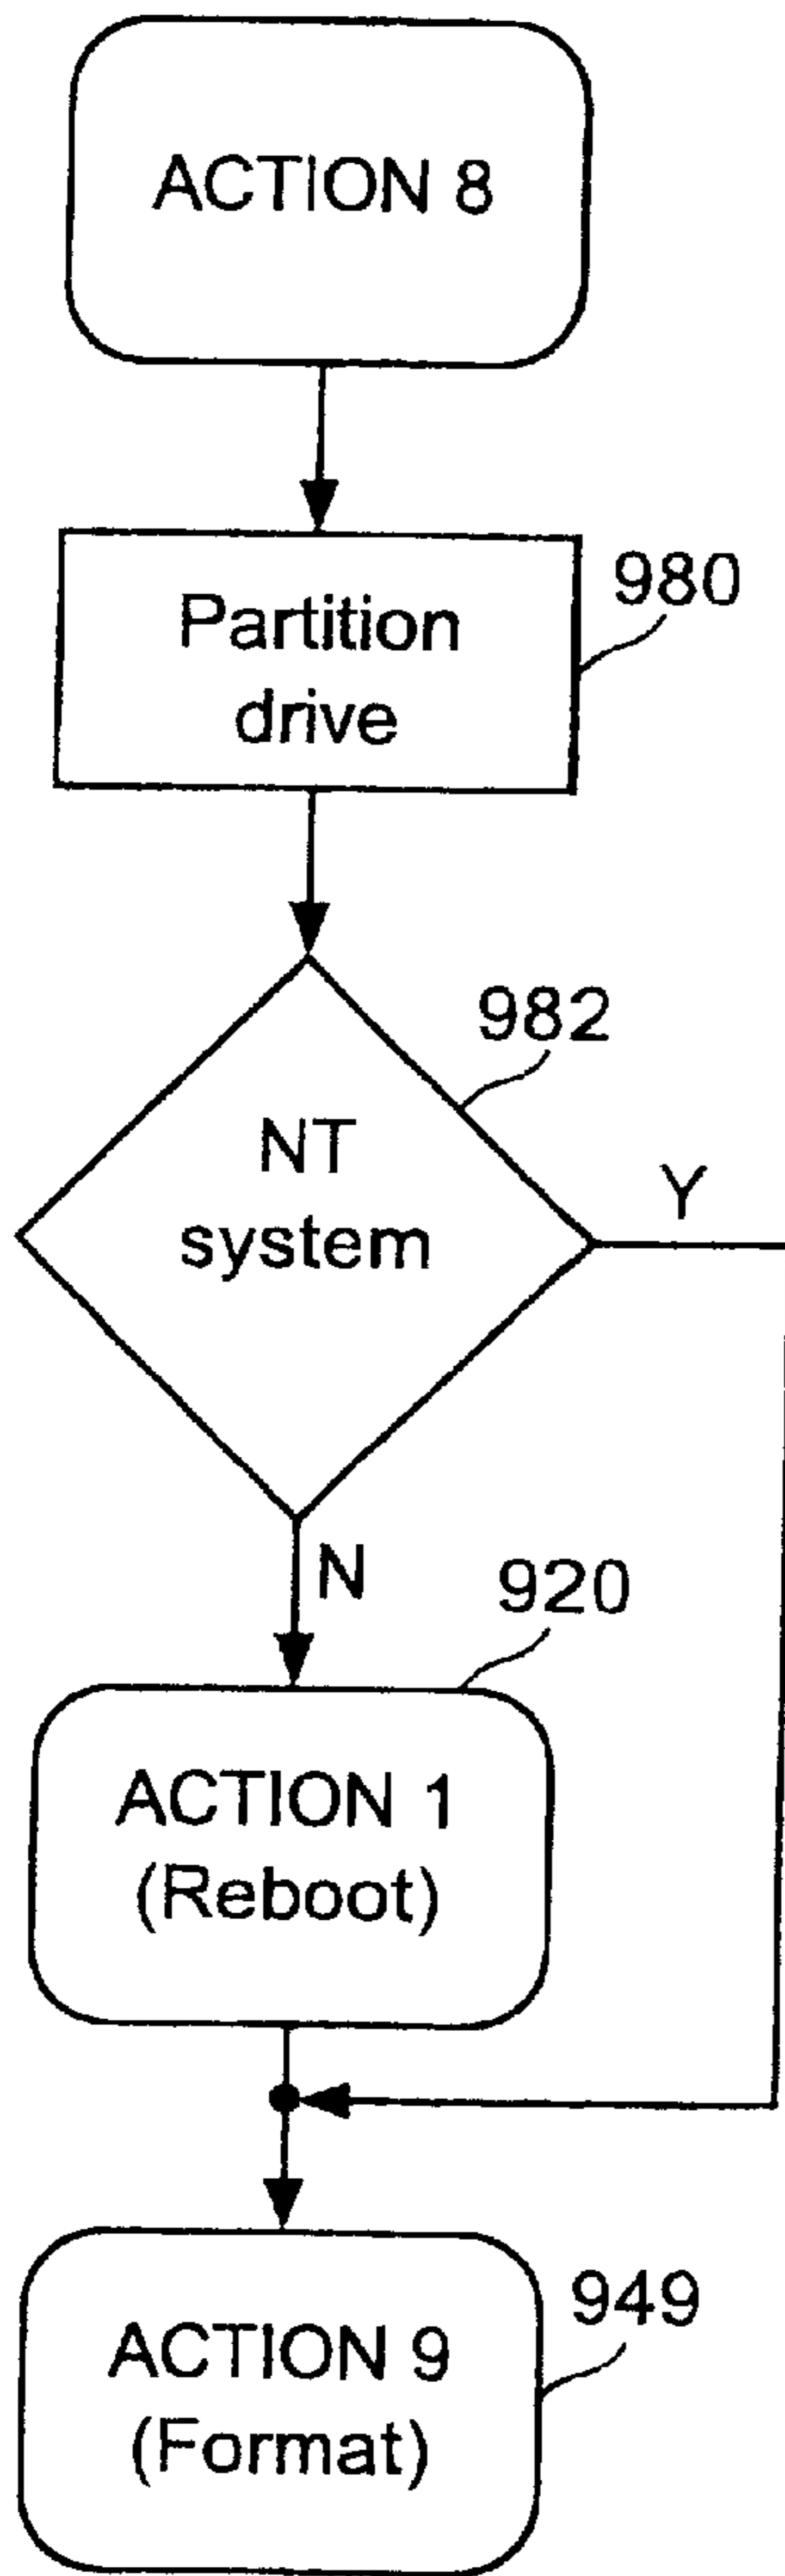 ACTION 8
Partition
drive
980
NT
system
982
Y
N
920
ACTION 1
(Reboot)
ACTION 9
(Format)
949